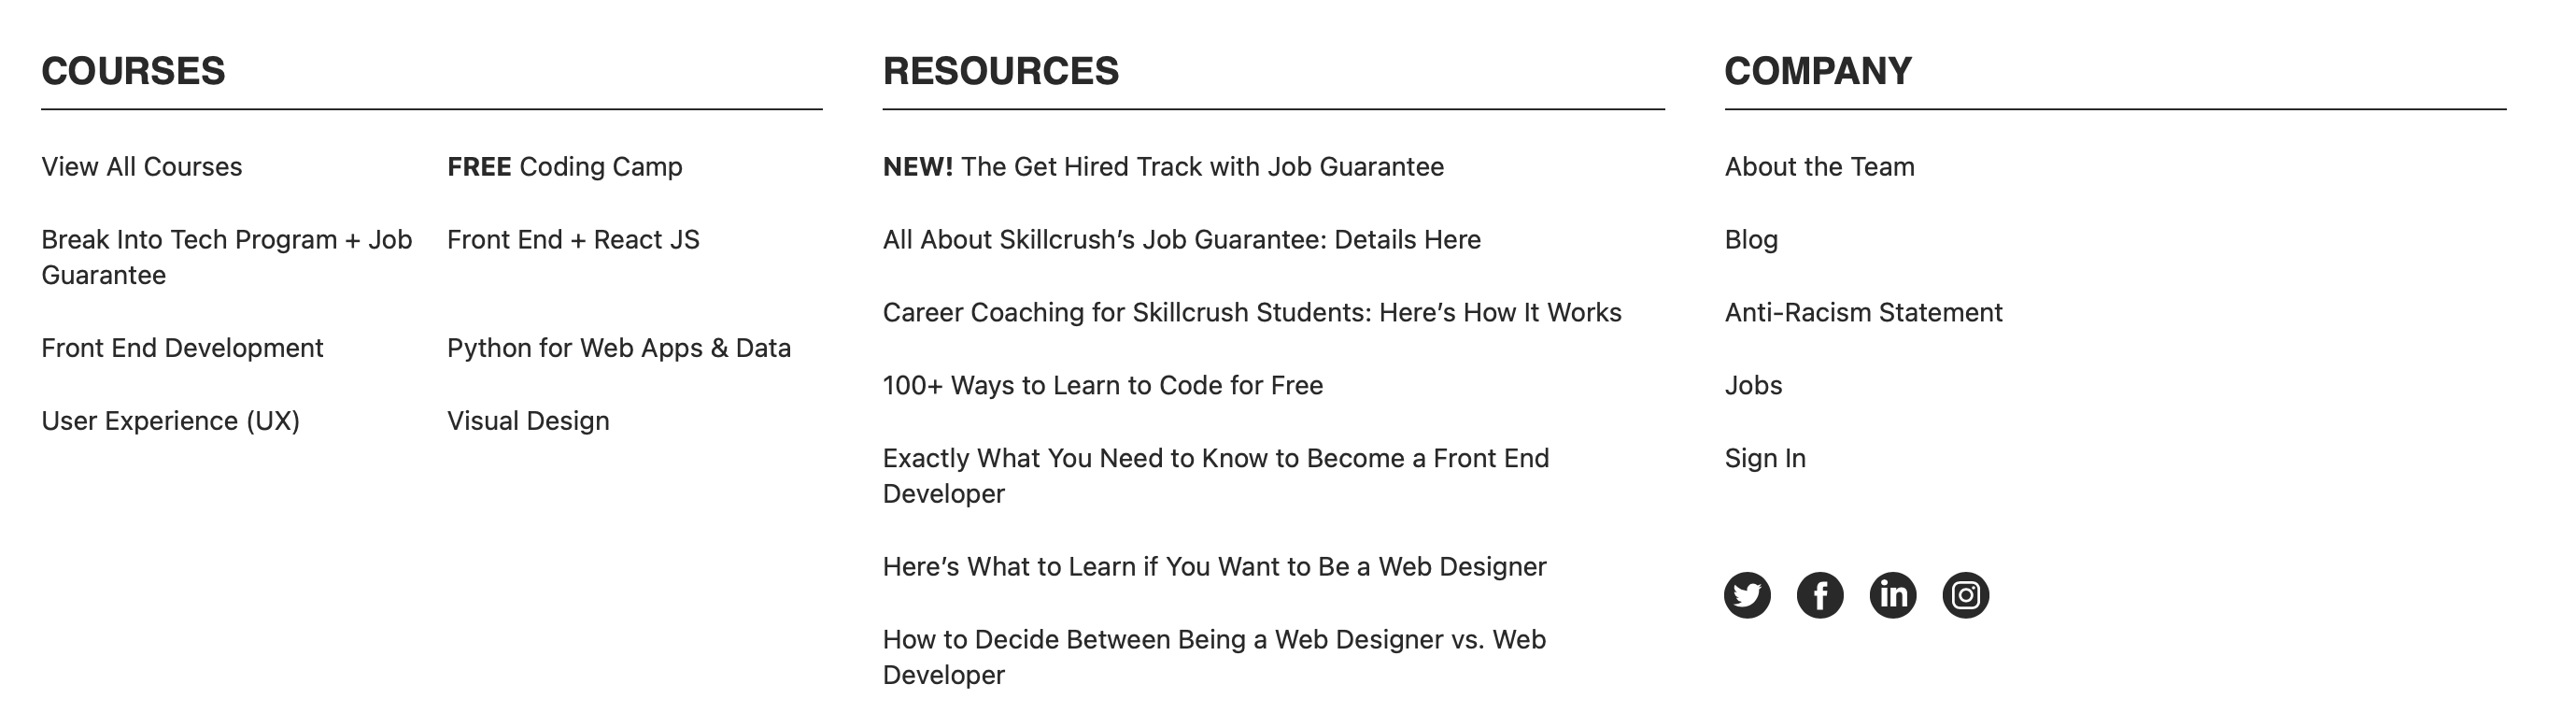 COURSES
View All Courses
FREE Coding Camp
Break Into Tech Program + Job
Guarantee
Front End + React JS
Front End Development
Python for Web Apps & Data
User Experience (UX)
Visual Design
RESOURCES
NEW! The Get Hired Track with Job Guarantee
All About Skillcrush’s Job Guarantee: Details Here
Career Coaching for Skillcrush Students: Here’s How It Works
100+ Ways to Learn to Code for Free
Exactly What You Need to Know to Become a Front End
Developer
Here’s What to Learn if You Want to Be a Web Designer
How to Decide Between Being a Web Designer vs. Web
Developer
COMPANY
About the Team
Blog
Anti-Racism Statement
Jobs
Sign In